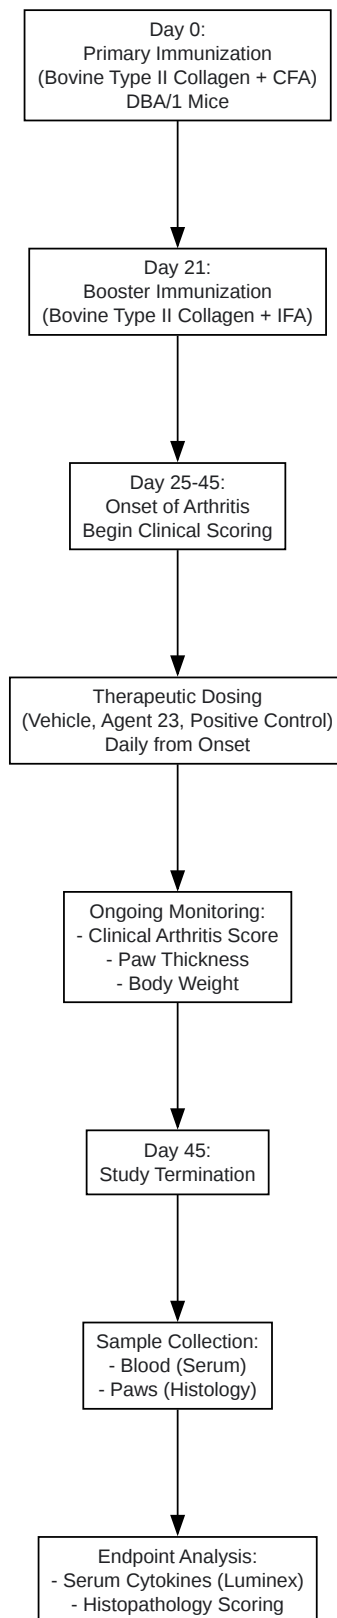 Day 0:
Primary Immunization
(Bovine Type II Collagen + CFA)
DBA/1 Mice
Day 21:
Booster Immunization
(Bovine Type II Collagen + IFA)
Day 25-45:
Onset of Arthritis
Begin Clinical Scoring
Therapeutic Dosing
(Vehicle, Agent 23, Positive Control)
Daily from Onset
Ongoing Monitoring:
- Clinical Arthritis Score
- Paw Thickness
- Body Weight
Day 45:
Study Termination
Sample Collection:
- Blood (Serum)
- Paws (Histology)
Endpoint Analysis:
- Serum Cytokines (Luminex)
- Histopathology Scoring